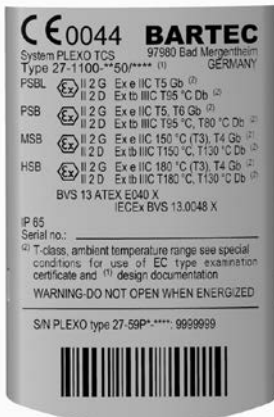 CE0044 BARTEC
System PLEXO TCS 97980 Bad Mergentheim
Type 27-1100-**50/**** (1) GERMANY
PSBL Ex II 2 G Ex e IIC T5 Gb (2)
II 2 D Ex tb IIIC T95 °C Db (2)
PSB Ex II 2 G Ex e IIC T5, T6 Gb (2)
II 2 D Ex tb IIIC T95 °C, T80 °C Db (2)
MSB Ex II 2 G Ex e IIC 150 °C (T3), T4 Gb (2)
II 2 D Ex tb IIIC T150 °C, T130 °C Db (2)
HSB Ex II 2 G Ex e IIC 180 °C (T3), T4 Gb (2)
II 2 D Ex tb IIIC T180 °C, T130 °C Db (2)
BVS 13 ATEX E040 X
IECEx BVS 13.0048 X
IP 65
Serial no.:
(2) T-class, ambient temperature range see special
conditions for use of EC type examination
certificate and (1) design documentation
WARNING-DO NOT OPEN WHEN ENERGIZED
S/N PLEXO type 27-59P*-****: 9999999